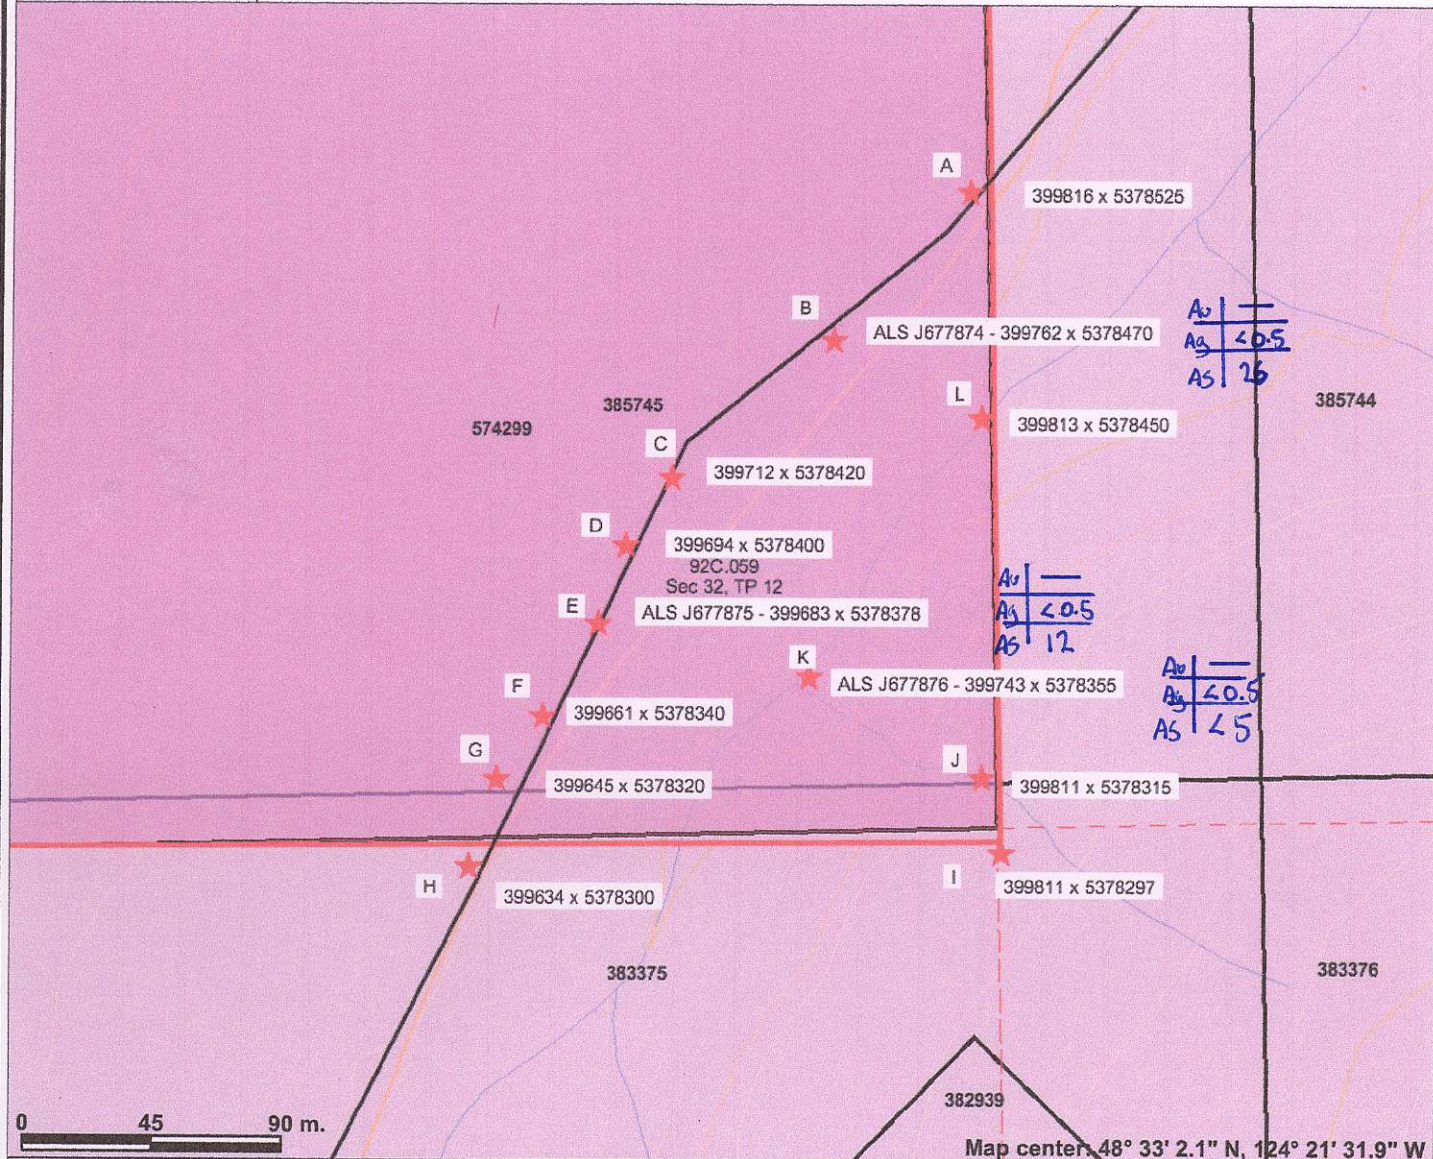 A
399816 x 5378525
B
ALS J677874 - 399762 x 5378470
Au —
Ag <0.5
AS 26
L
385745
385744
574299
399813 x 5378450
C
399712 x 5378420
D
399694 x 5378400
92C.059
Sec 32, TP 12
E
ALS J677875 - 399683 x 5378378
Au —
Ag <0.5
AS 12
K
ALS J677876 - 399743 x 5378355
Au —
Ag <0.5
AS <5
F
399661 x 5378340
G
399645 x 5378320
J
399811 x 5378315
H
399634 x 5378300
I
399811 x 5378297
383375
383376
382939
0 45 90 m.
Map center: 48° 33' 2.1" N, 124° 21' 31.9" W